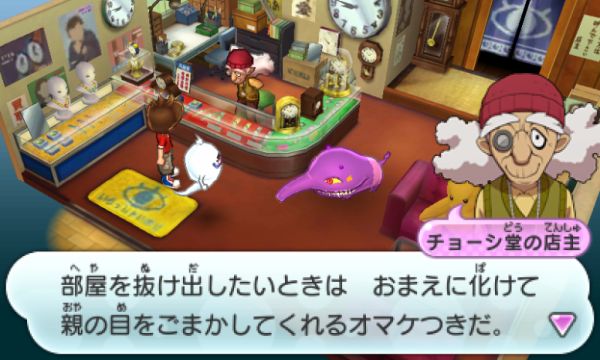 チョーシ堂の店主
部屋を抜け出したいときは　おまえに化けて
親の目をごまかしてくれるオマケつきだ。